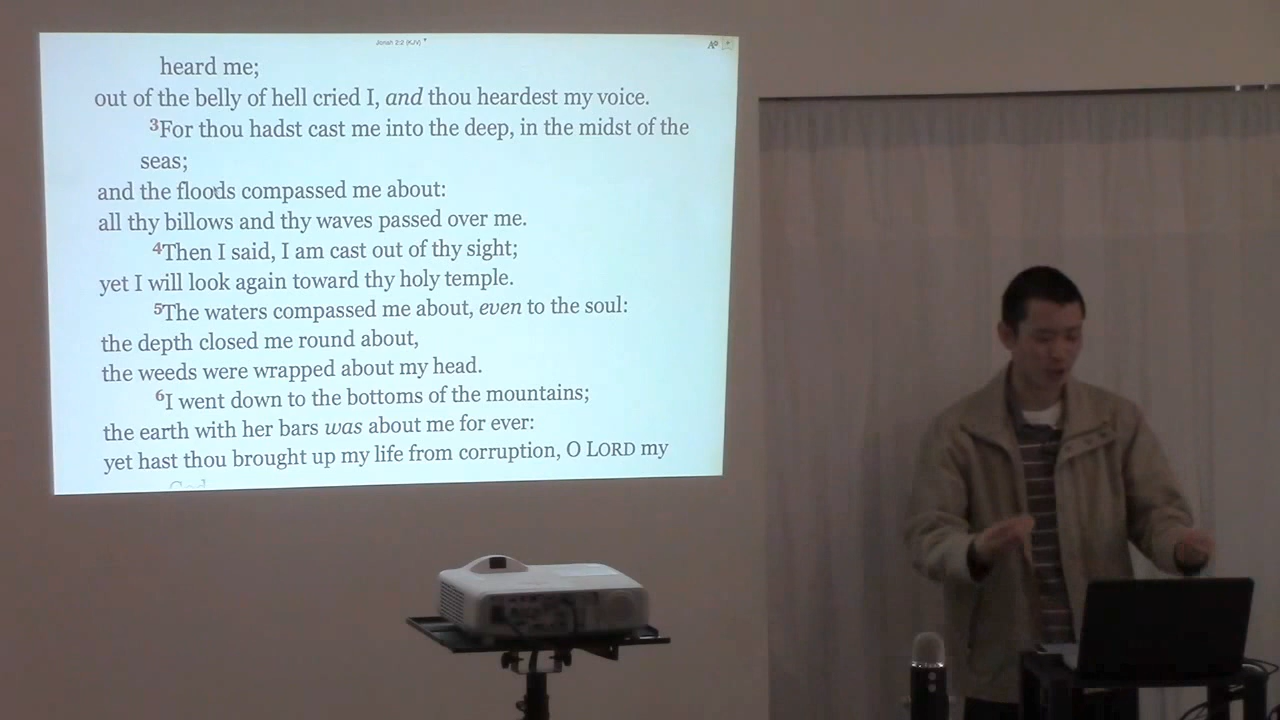 Jonah 2:2 (KJV)
heard me;
out of the belly of hell cried I, and thou heardest my voice.
3For thou hadst cast me into the deep, in the midst of the
seas;
and the floods compassed me about:
all thy billows and thy waves passed over me.
4Then I said, I am cast out of thy sight;
yet I will look again toward thy holy temple.
5The waters compassed me about, even to the soul:
the depth closed me round about,
the weeds were wrapped about my head.
6I went down to the bottoms of the mountains;
the earth with her bars was about me for ever:
yet hast thou brought up my life from corruption, O LORD my